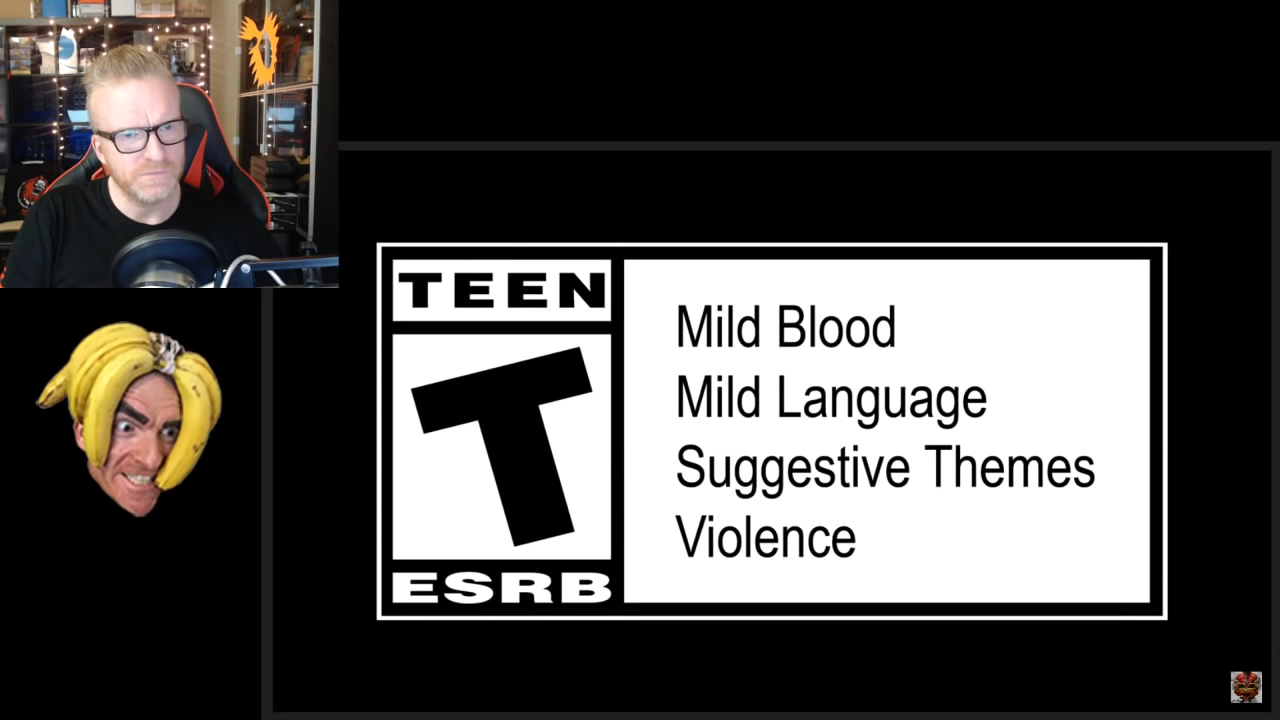 TEEN
T
ESRB
Mild Blood
Mild Language
Suggestive Themes
Violence